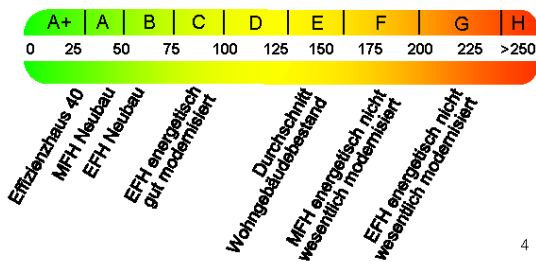 A+ A B C D E F G H
0 25 50 75 100 125 150 175 200 225 >250
Effizienzhaus 40
MFH Neubau
EFH Neubau
EFH energetisch
gut modernisiert
Durchschnitt
Wohngebäudebestand
MFH energetisch nicht
wesentlich modernisiert
EFH energetisch nicht
wesentlich modernisiert
4